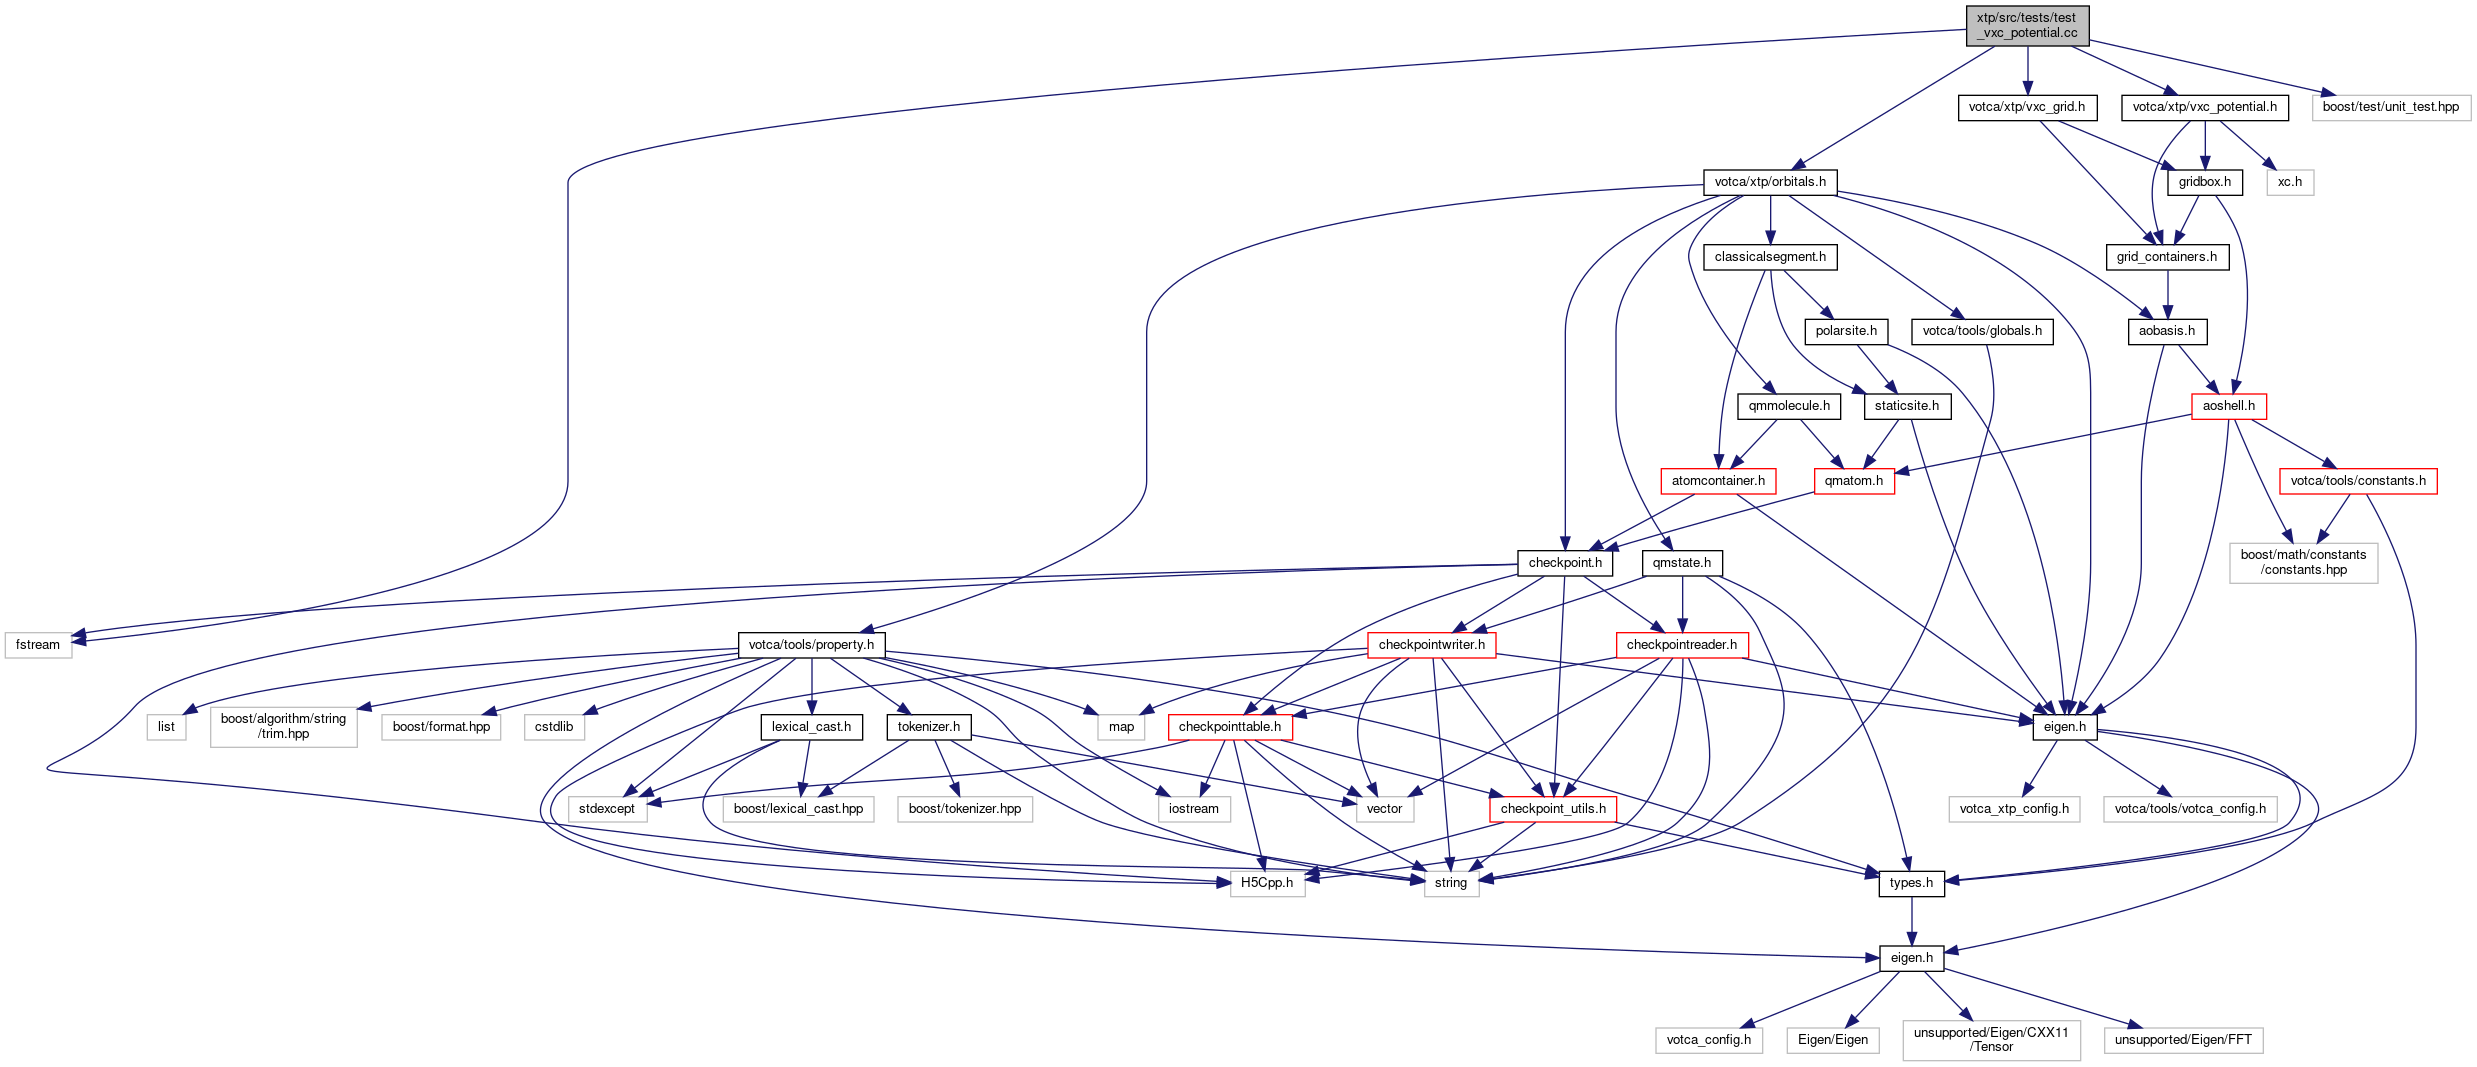 xtp/src/tests/test
_vxc_potential.cc
votca/xtp/vxc_grid.h
votca/xtp/vxc_potential.h
boost/test/unit_test.hpp
votca/xtp/orbitals.h
gridbox.h
xc.h
classicalsegment.h
grid_containers.h
polarsite.h
votca/tools/globals.h
aobasis.h
qmmolecule.h
staticsite.h
aoshell.h
atomcontainer.h
qmatom.h
votca/tools/constants.h
checkpoint.h
qmstate.h
boost/math/constants
/constants.hpp
fstream
votca/tools/property.h
checkpointwriter.h
checkpointreader.h
list
boost/algorithm/string
/trim.hpp
boost/format.hpp
cstdlib
lexical_cast.h
tokenizer.h
map
checkpointtable.h
eigen.h
stdexcept
boost/lexical_cast.hpp
boost/tokenizer.hpp
iostream
vector
checkpoint_utils.h
votca_xtp_config.h
votca/tools/votca_config.h
H5Cpp.h
string
types.h
eigen.h
votca_config.h
Eigen/Eigen
unsupported/Eigen/CXX11
/Tensor
unsupported/Eigen/FFT